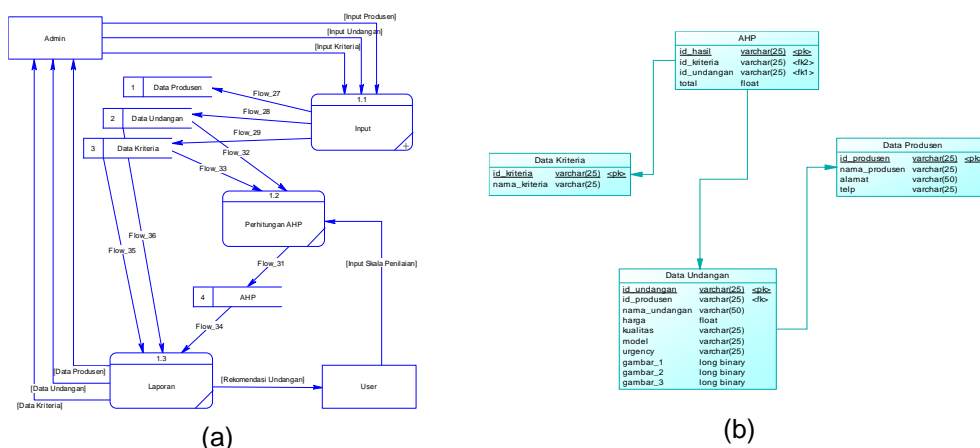 [Input Produsen]
Admin
[Input Undangan]
[Input Kriteria]
1 Data Produsen
Flow_27
1.1
Input
2 Data Undangan
Flow_28
Flow_29
3 Data Kriteria
Flow_32
Flow_33
1.2
Perhitungan AHP
Flow_36
Flow_35
Flow_31
[Input Skala Penilaian]
4 AHP
Flow_34
1.3
Laporan
[Data Produsen]
[Data Undangan]
[Data Kriteria]
[Rekomendasi Undangan]
User
(a)
AHP
id_hasil varchar(25) <pk>
id_kriteria varchar(25) <fk2>
id_undangan varchar(25) <fk1>
total float
Data Kriteria
id_kriteria varchar(25) <pk>
nama_kriteria varchar(25)
Data Produsen
id_produsen varchar(25) <pk>
nama_produsen varchar(25)
alamat varchar(50)
telp varchar(25)
Data Undangan
id_undangan varchar(25) <pk>
id_produsen varchar(25) <fk>
nama_undangan varchar(50)
harga float
kualitas varchar(25)
model varchar(25)
urgency varchar(25)
gambar_1 long binary
gambar_2 long binary
gambar_3 long binary
(b)